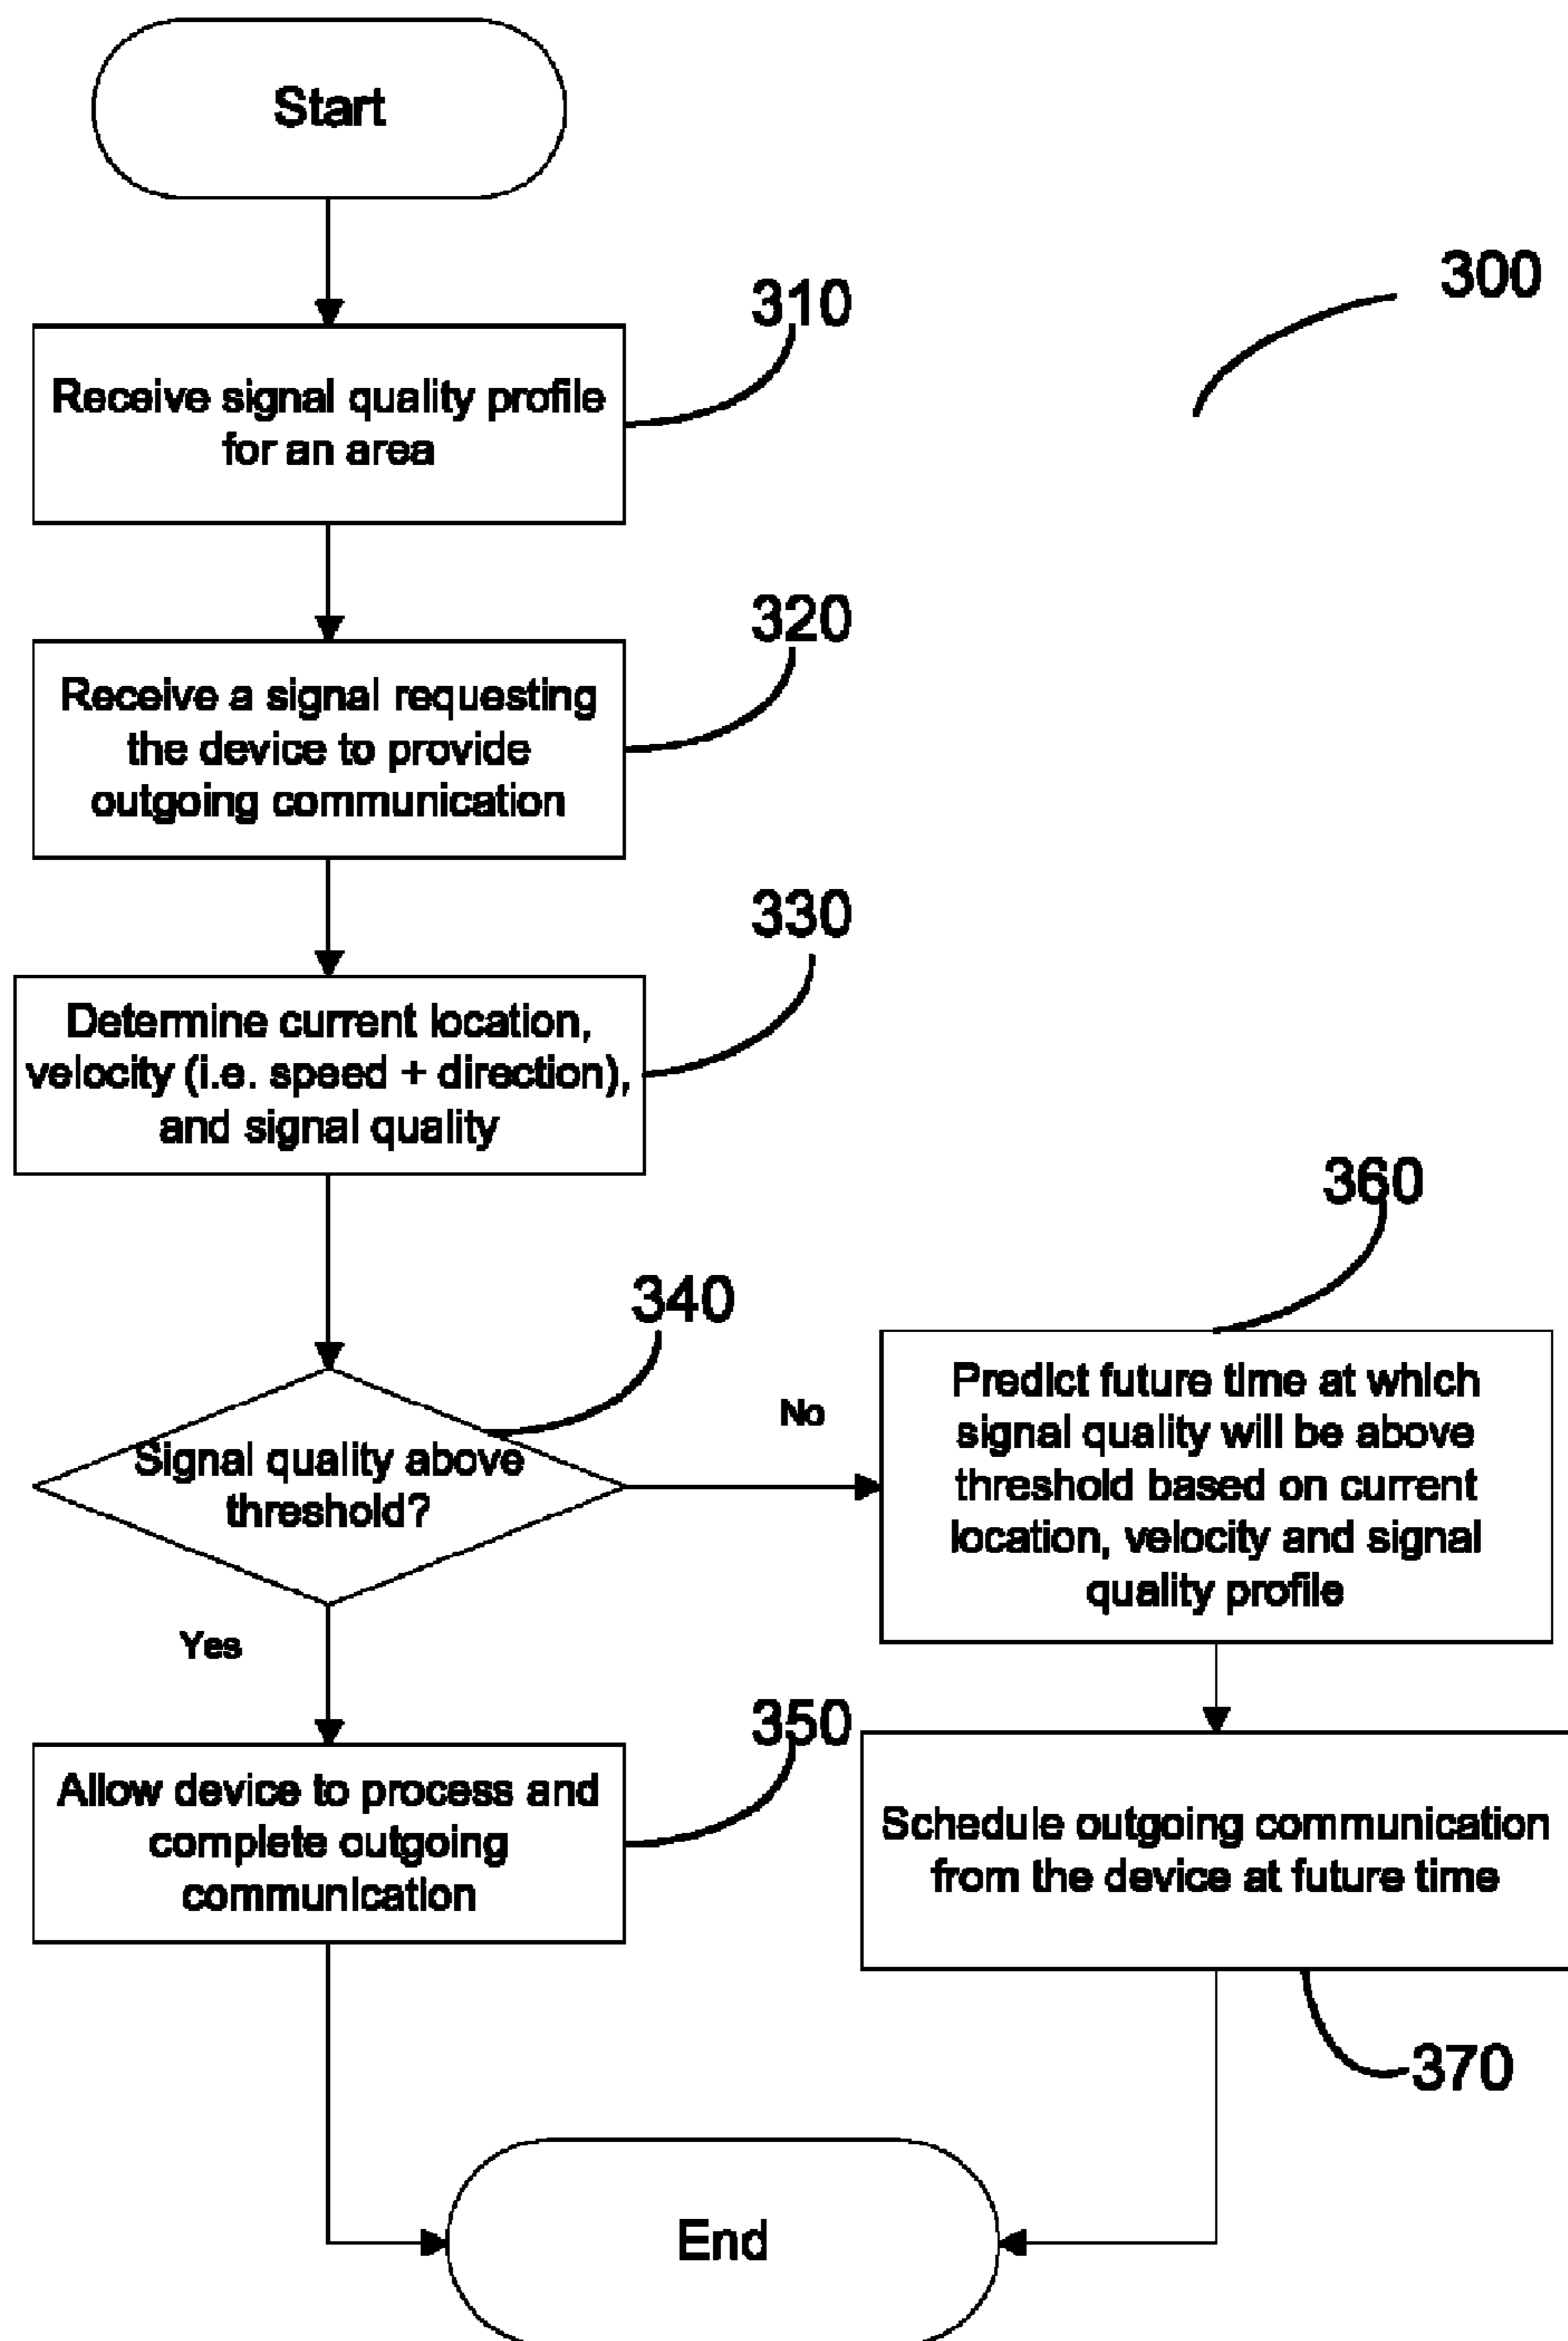 Start
300
310
Receive signal quality profile
for an area
320
Receive a signal requesting
the device to provide
outgoing communication
330
Determine current location,
velocity (i.e. speed + direction),
and signal quality
340
Signal quality above
threshold?
No
360
Predict future time at which
signal quality will be above
threshold based on current
location, velocity and signal
quality profile
Yes
350
Allow device to process and
complete outgoing
communication
Schedule outgoing communication
from the device at future time
370
End